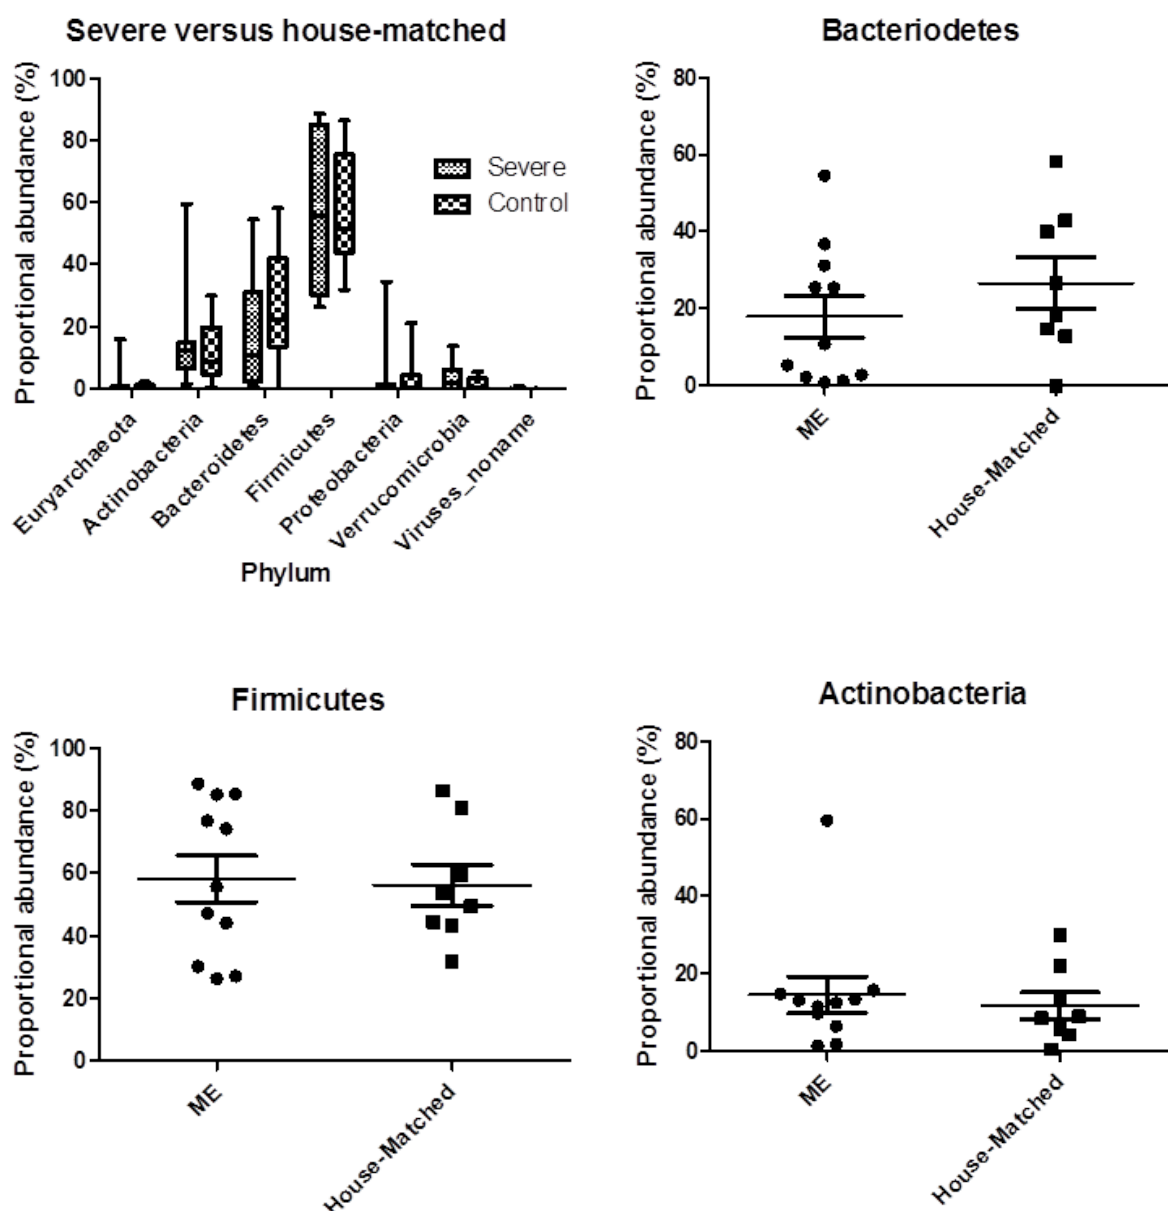 Severe versus house-matched
Proportional abundance (%)
100
80
60
40
20
0
Severe
Control
Euryarchaeota
Actinobacteria
Bacteroidetes
Firmicutes
Proteobacteria
Verrucomicrobia
Viruses_noname
Phylum
Bacteriodetes
Proportional abundance (%)
80
60
40
20
0
ME
House-Matched
Firmicutes
Proportional abundance (%)
100
80
60
40
20
0
ME
House-Matched
Actinobacteria
Proportional abundance (%)
80
60
40
20
0
ME
House-Matched